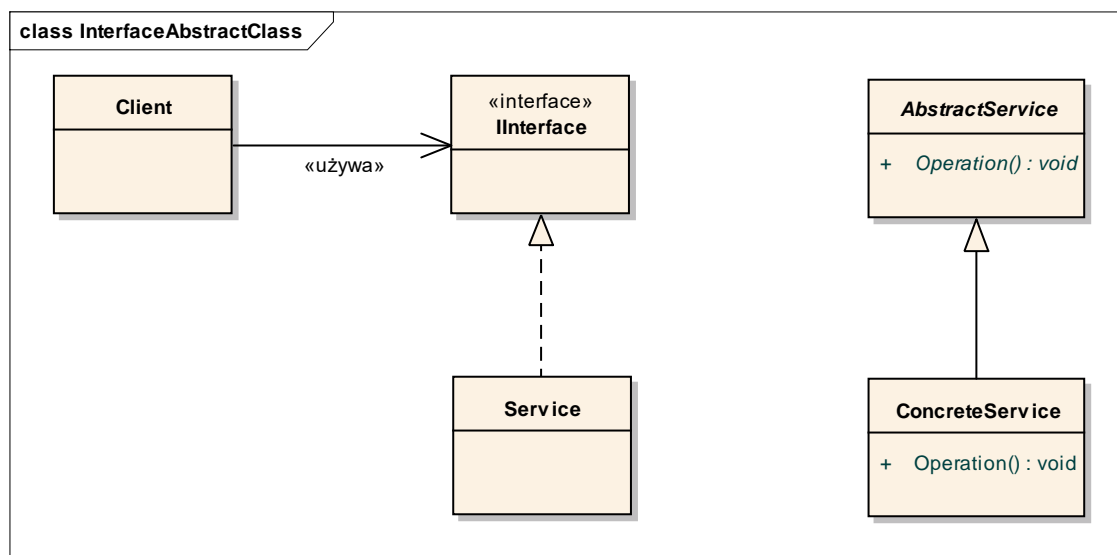 class InterfaceAbstractClass
Client
«interface»
IInterface
«używa»
AbstractService
+ Operation() : void
Service
ConcreteService
+ Operation() : void